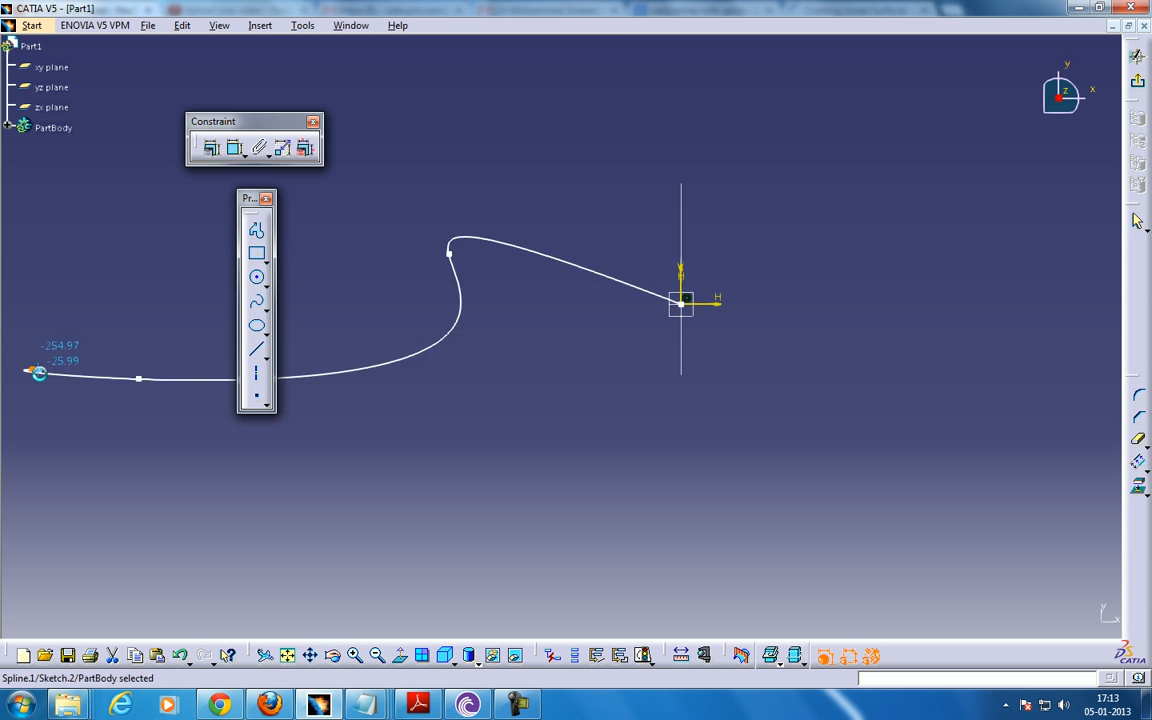 CATIA V5 - [Part1]
Start
ENOVIA V5 VPM
File
Edit
View
Insert
Tools
Window
Help
Part1
xy plane
yz plane
zx plane
PartBody
Constraint
Pr...
y
x
z
H
H
-254.97
-25.99
y
x
CATIA
Spline.1/Sketch.2/PartBody selected
17:13
05-01-2013